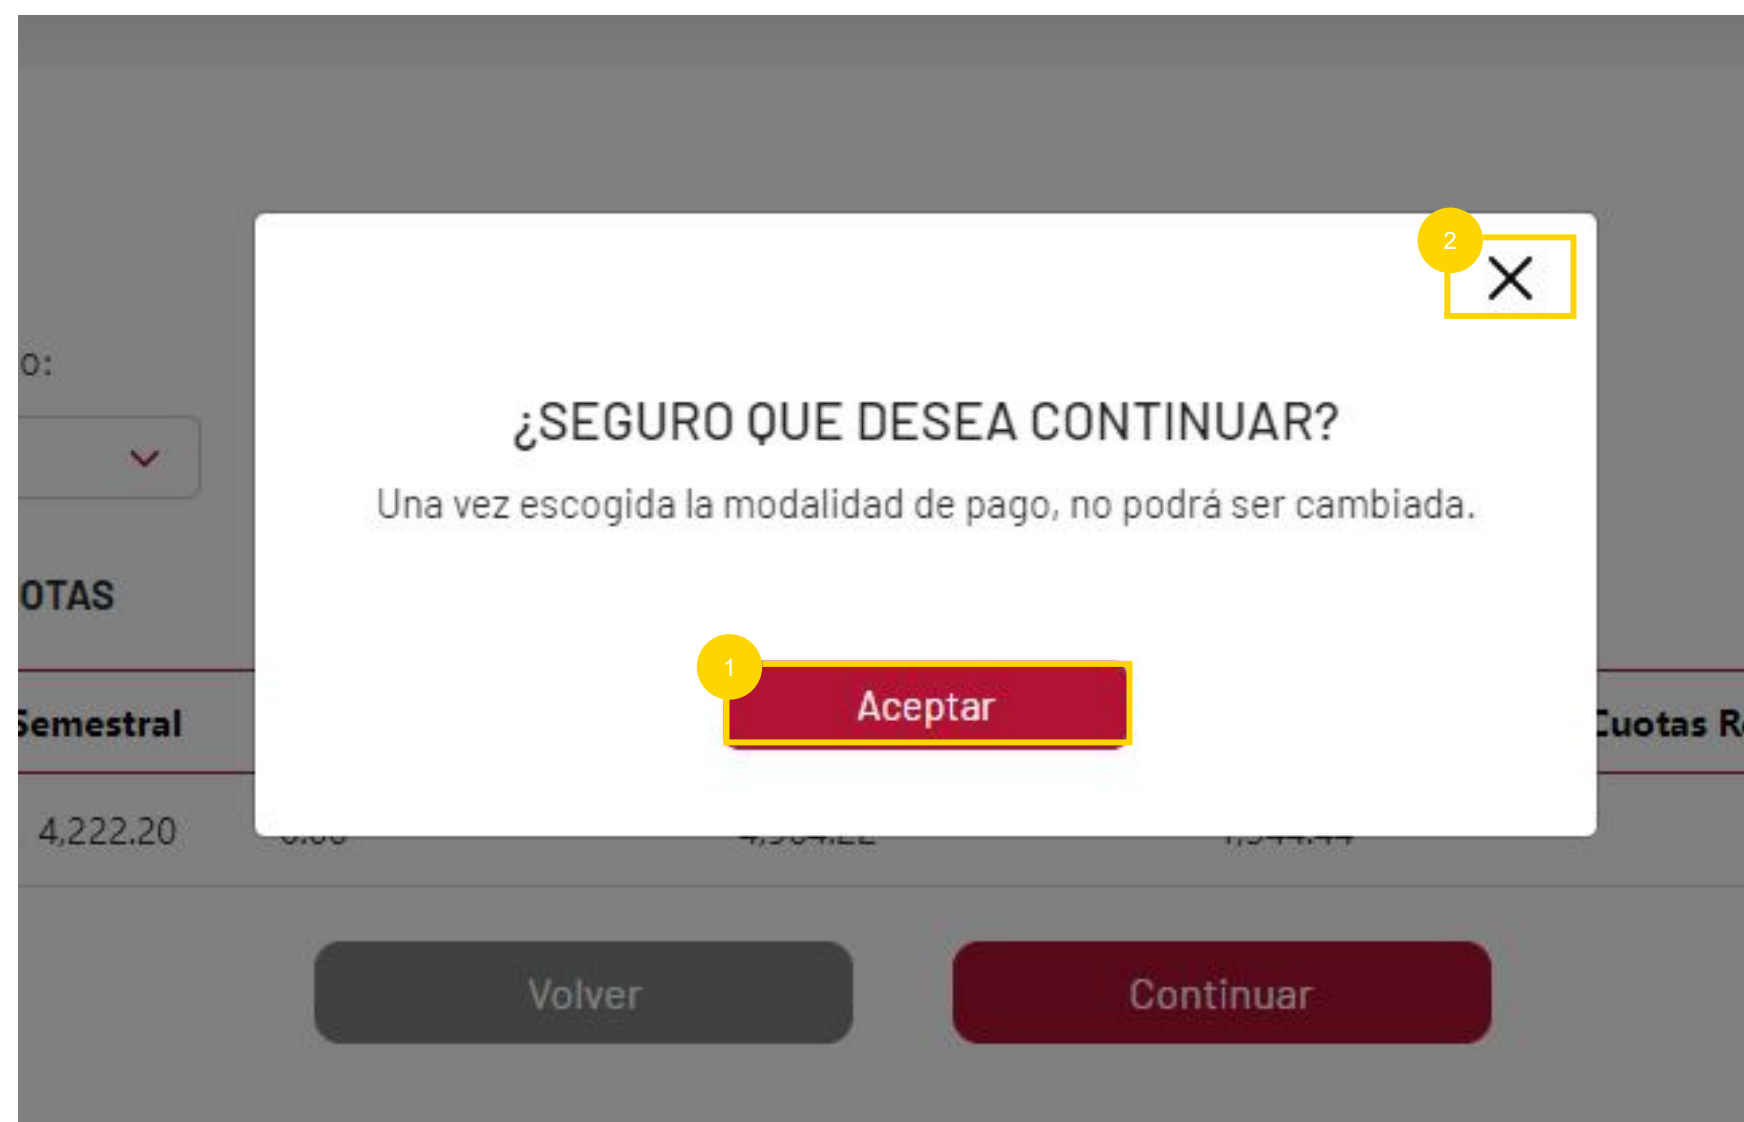 2
o:
¿SEGURO QUE DESEA CONTINUAR?
Una vez escogida la modalidad de pago, no podrá ser cambiada.
OTAS
1
Aceptar
Semestral
Cuotas
4,222.20
Volver
Continuar